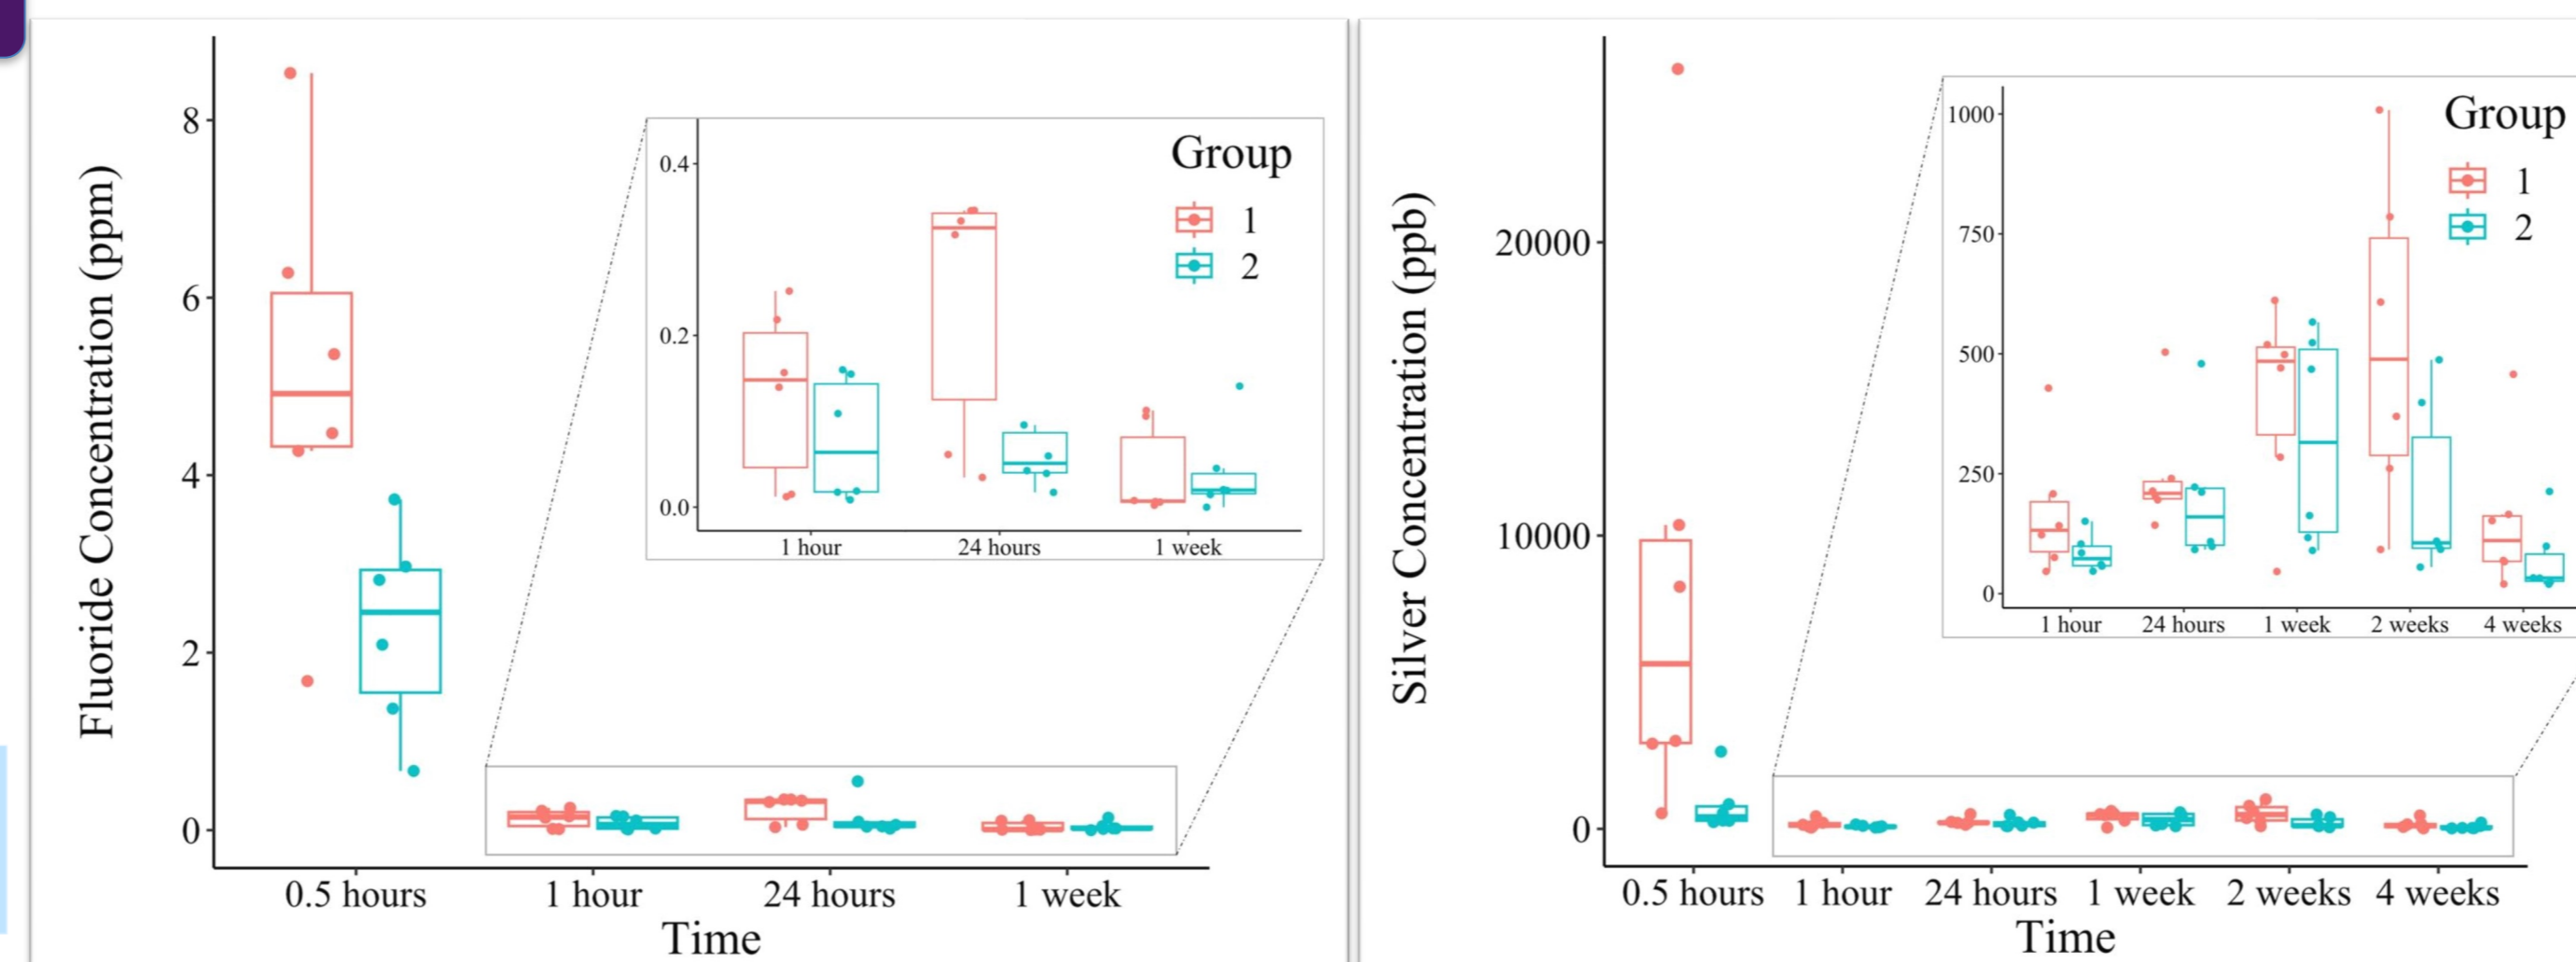 Fluoride Concentration (ppm)
8
6
4
2
0
0.5 hours 1 hour 24 hours 1 week
Time
0.4
0.2
0.0
1 hour 24 hours 1 week
Group
1
2
Silver Concentration (ppb)
20000
10000
0
0.5 hours 1 hour 24 hours 1 week 2 weeks 4 weeks
Time
1000
750
500
250
0
1 hour 24 hours 1 week 2 weeks 4 weeks
Group
1
2